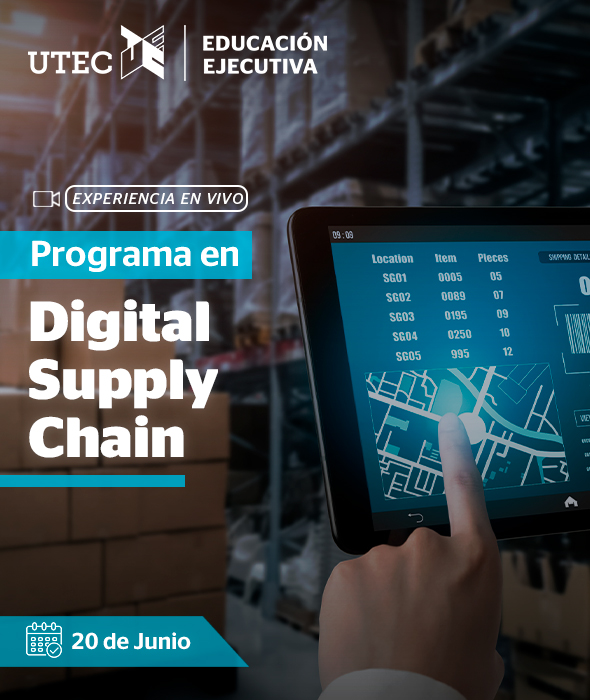 UTEC
EDUCACIÓN
EJECUTIVA
EXPERIENCIA EN VIVO
Programa en
Digital
Supply
Chain
09:09
Location Item Pieces
SG01 0005 05
SG02 0089 07
SG03 0195 09
SG04 0250 10
SG05 995 12
SHIPPING DETAIL
20 de Junio